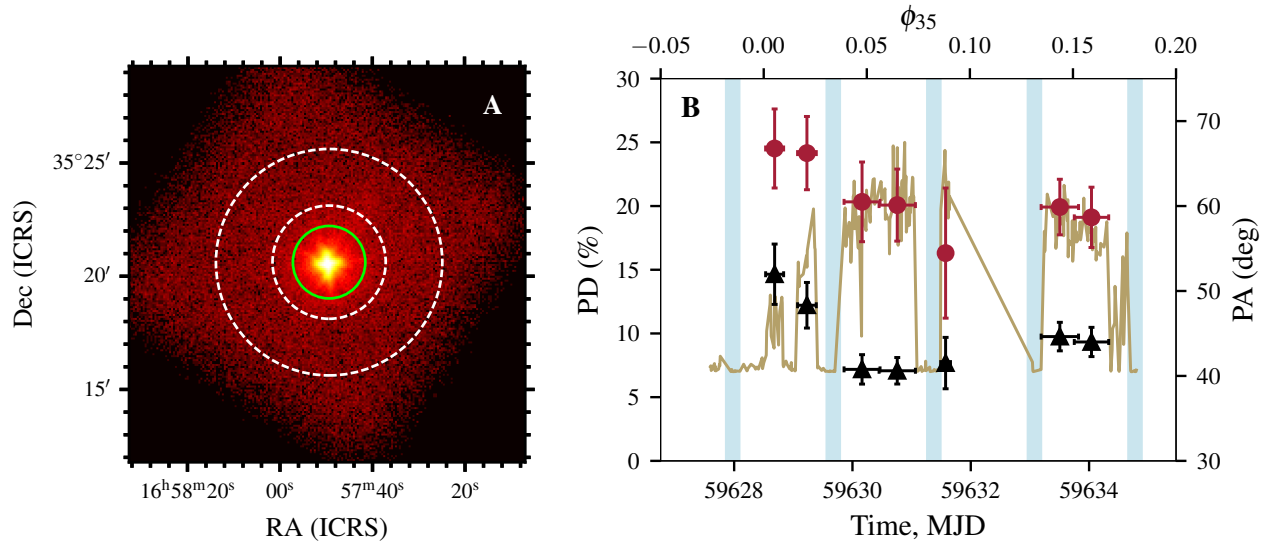 A
35°25′
20′
15′
Dec (ICRS)
16ʰ58ᵐ20ˢ 00ˢ 57ᵐ40ˢ 20ˢ
RA (ICRS)
ϕ₃₅
−0.05 0.00 0.05 0.10 0.15 0.20
B
30
25
20
15
10
5
0
PD (%)
70
60
50
40
30
PA (deg)
59628 59630 59632 59634
Time, MJD